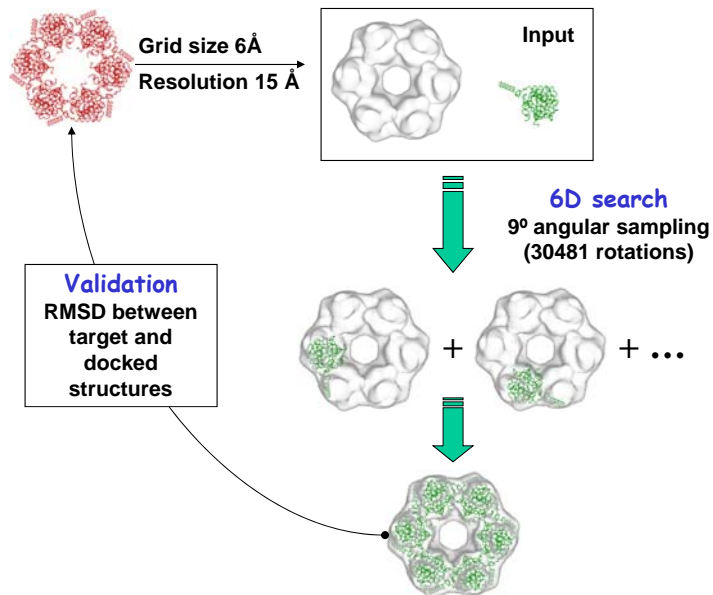 Grid size 6Å
Resolution 15 Å
Input
6D search
9º angular sampling
(30481 rotations)
Validation
RMSD between
target and
docked
structures
+
+ ...